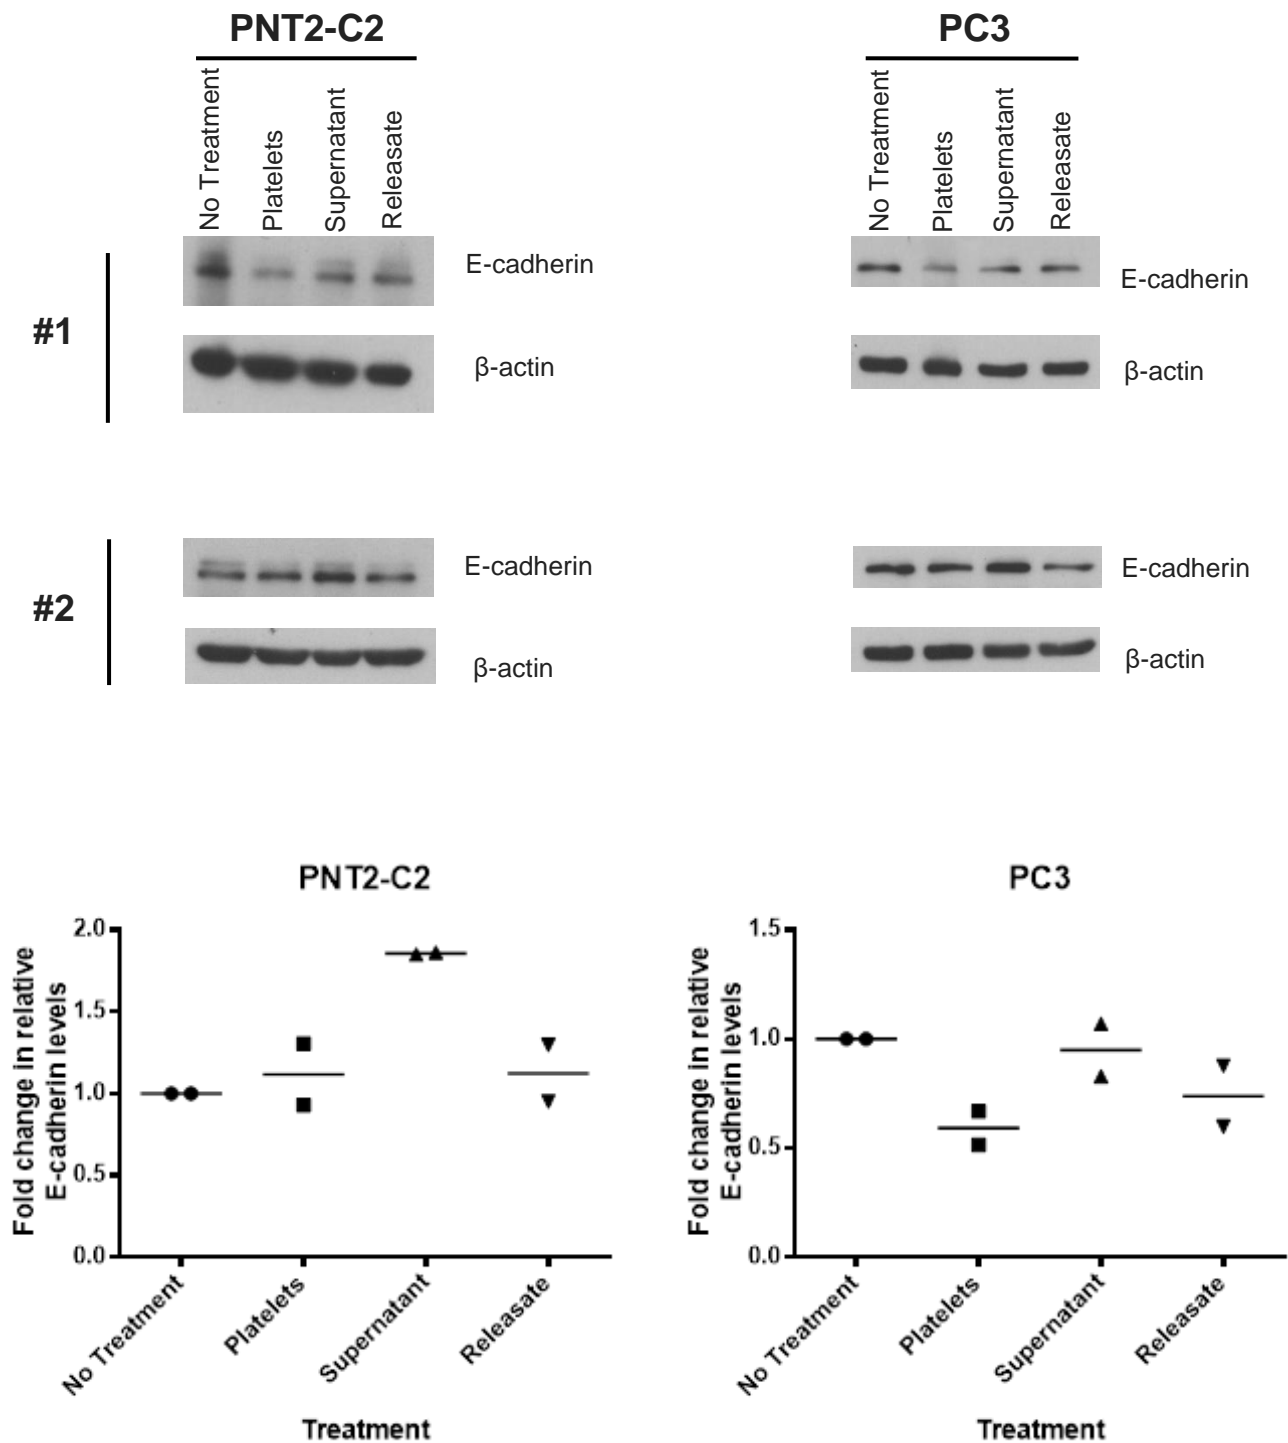 PNT2-C2
PC3
No Treatment
Platelets
Supernatant
Releasate
No Treatment
Platelets
Supernatant
Releasate
#1
E-cadherin
E-cadherin
β-actin
β-actin
#2
E-cadherin
E-cadherin
β-actin
β-actin
PNT2-C2
Fold change in relative
E-cadherin levels
2.0
1.5
1.0
0.5
0.0
No Treatment
Platelets
Supernatant
Releasate
Treatment
PC3
Fold change in relative
E-cadherin levels
1.5
1.0
0.5
0.0
No Treatment
Platelets
Supernatant
Releasate
Treatment